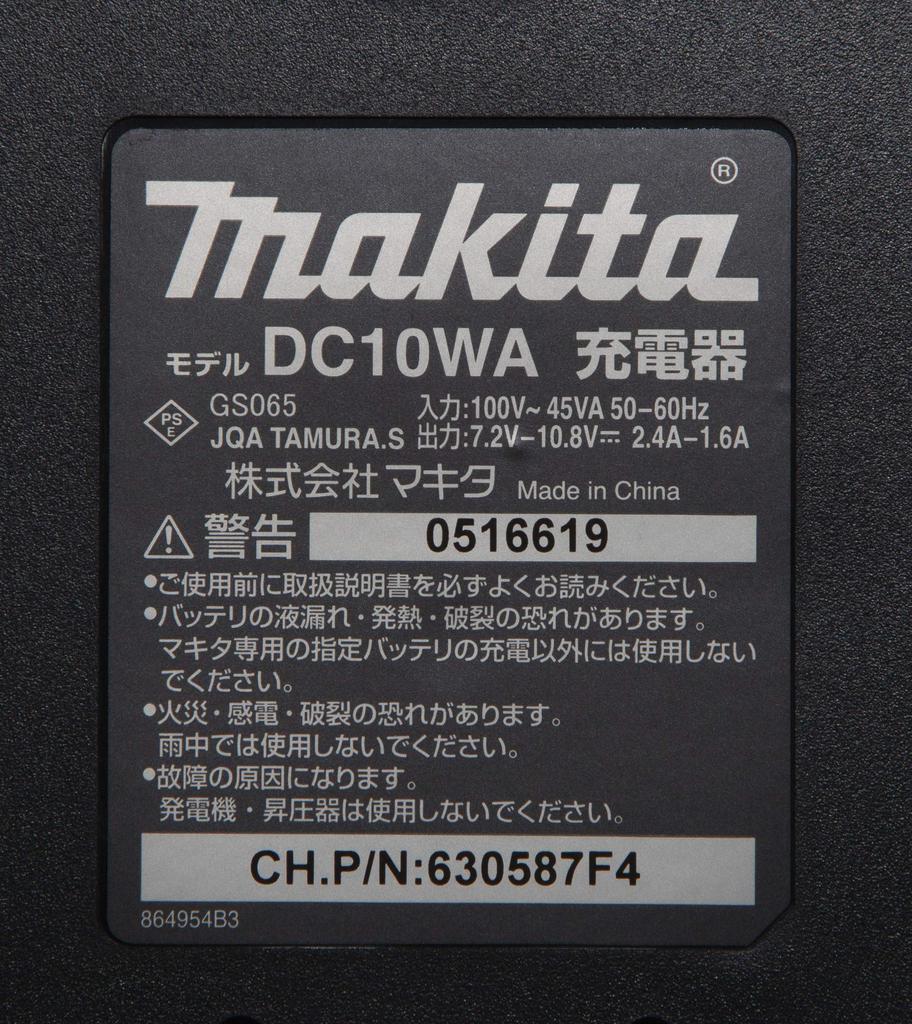 makita®
モデル DC10WA 充電器
PS E GS065 入力:100V~ 45VA 50-60Hz
JQA TAMURA.S 出力:7.2V-10.8V⎓ 2.4A-1.6A
株式会社 マキタ Made in China
⚠ 警告 0516619
•ご使用前に取扱説明書を必ずよくお読みください。
•バッテリの液漏れ・発熱・破裂の恐れがあります。
マキタ専用の指定バッテリの充電以外には使用しない
でください。
•火災・感電・破裂の恐れがあります。
雨中では使用しないでください。
•故障の原因になります。
発電機・昇圧器は使用しないでください。
CH.P/N:630587F4
864954B3